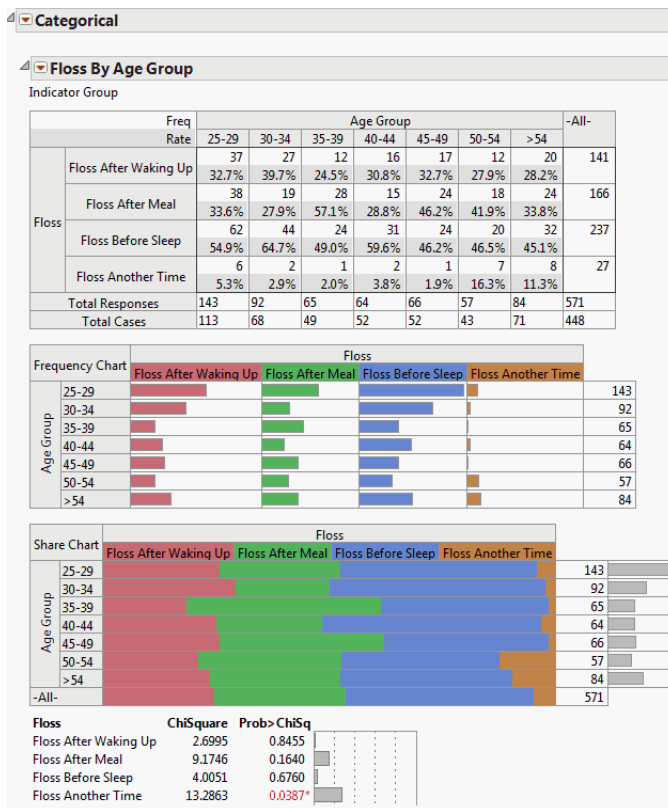 Categorical
Floss By Age Group
Indicator Group
Freq Age Group -All-
Rate 25-29 30-34 35-39 40-44 45-49 50-54 >54
Floss Floss After Waking Up 37 27 12 16 17 12 20 141
32.7% 39.7% 24.5% 30.8% 32.7% 27.9% 28.2%
Floss After Meal 38 19 28 15 24 18 24 166
33.6% 27.9% 57.1% 28.8% 46.2% 41.9% 33.8%
Floss Before Sleep 62 44 24 31 24 20 32 237
54.9% 64.7% 49.0% 59.6% 46.2% 46.5% 45.1%
Floss Another Time 6 2 1 2 1 7 8 27
5.3% 2.9% 2.0% 3.8% 1.9% 16.3% 11.3%
Total Responses 143 92 65 64 66 57 84 571
Total Cases 113 68 49 52 52 43 71 448
Frequency Chart Floss
Floss After Waking Up Floss After Meal Floss Before Sleep Floss Another Time
Age Group
25-29 143
30-34 92
35-39 65
40-44 64
45-49 66
50-54 57
>54 84
Share Chart Floss
Floss After Waking Up Floss After Meal Floss Before Sleep Floss Another Time
Age Group
25-29 143
30-34 92
35-39 65
40-44 64
45-49 66
50-54 57
>54 84
-All- 571
Floss ChiSquare Prob>ChiSq
Floss After Waking Up 2.6995 0.8455
Floss After Meal 9.1746 0.1640
Floss Before Sleep 4.0051 0.6760
Floss Another Time 13.2863 0.0387*